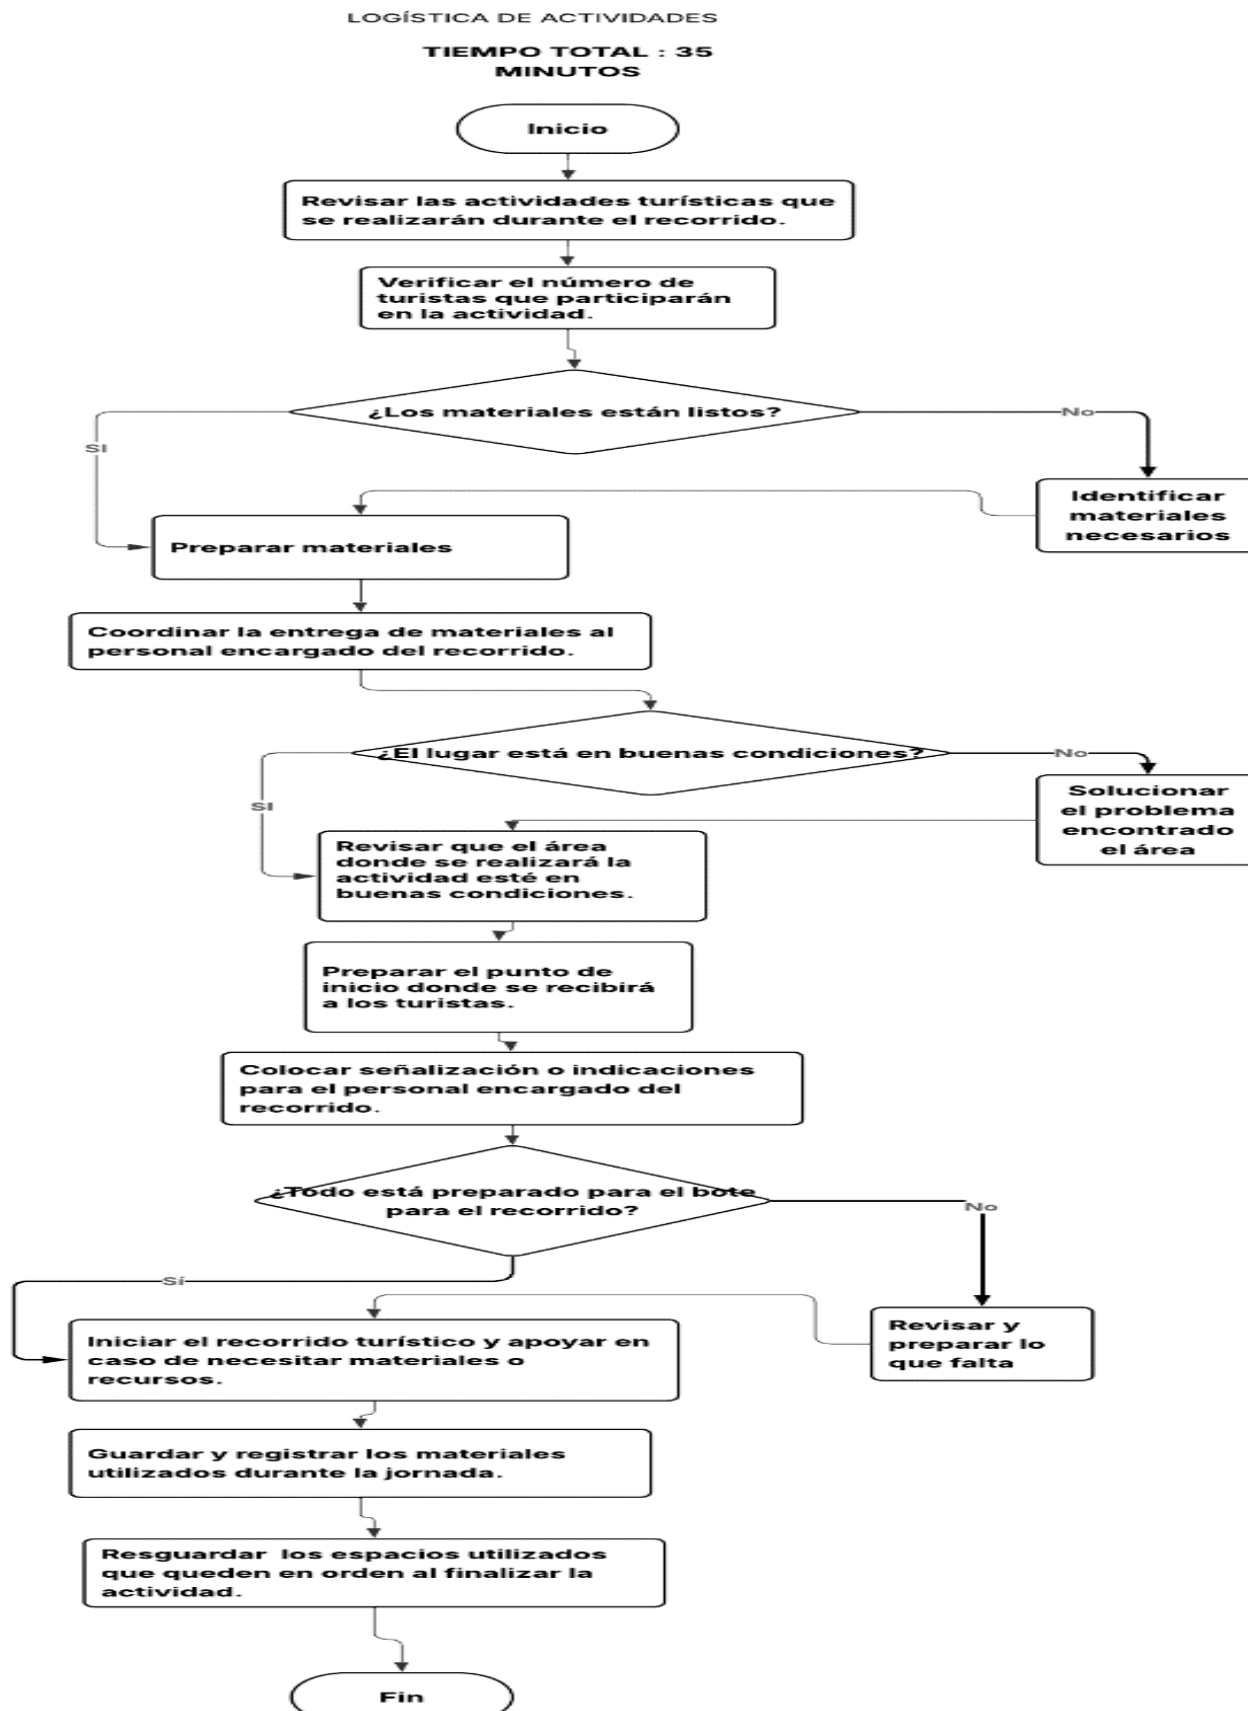 LOGÍSTICA DE ACTIVIDADES
TIEMPO TOTAL : 35
MINUTOS
Inicio
Revisar las actividades turísticas que
se realizarán durante el recorrido.
Verificar el número de
turistas que participarán
en la actividad.
¿Los materiales están listos?
No
SI
Identificar
materiales
necesarios
Preparar materiales
Coordinar la entrega de materiales al
personal encargado del recorrido.
¿El lugar está en buenas condiciones?
No
SI
Solucionar
el problema
encontrado
el área
Revisar que el área
donde se realizará la
actividad esté en
buenas condiciones.
Preparar el punto de
inicio donde se recibirá
a los turistas.
Colocar señalización o indicaciones
para el personal encargado del
recorrido.
¿Todo está preparado para el bote
para el recorrido?
No
Sí
Revisar y
preparar lo
que falta
Iniciar el recorrido turístico y apoyar en
caso de necesitar materiales o
recursos.
Guardar y registrar los materiales
utilizados durante la jornada.
Resguardar los espacios utilizados
que queden en orden al finalizar la
actividad.
Fin